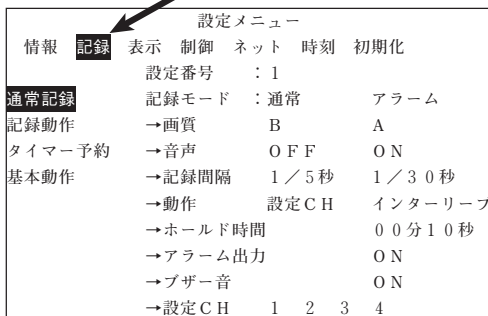 設定メニュー
情報 記録 表示 制御 ネット 時刻 初期化
設定番号 ：１
通常記録 記録モード ：通常 アラーム
記録動作 →画質 Ｂ Ａ
タイマー予約 →音声 ＯＦＦ ＯＮ
基本動作 →記録間隔 １／５秒 １／３０秒
→動作 設定ＣＨ インターリーブ
→ホールド時間 ００分１０秒
→アラーム出力 ＯＮ
→ブザー音 ＯＮ
→設定ＣＨ １ ２ ３ ４